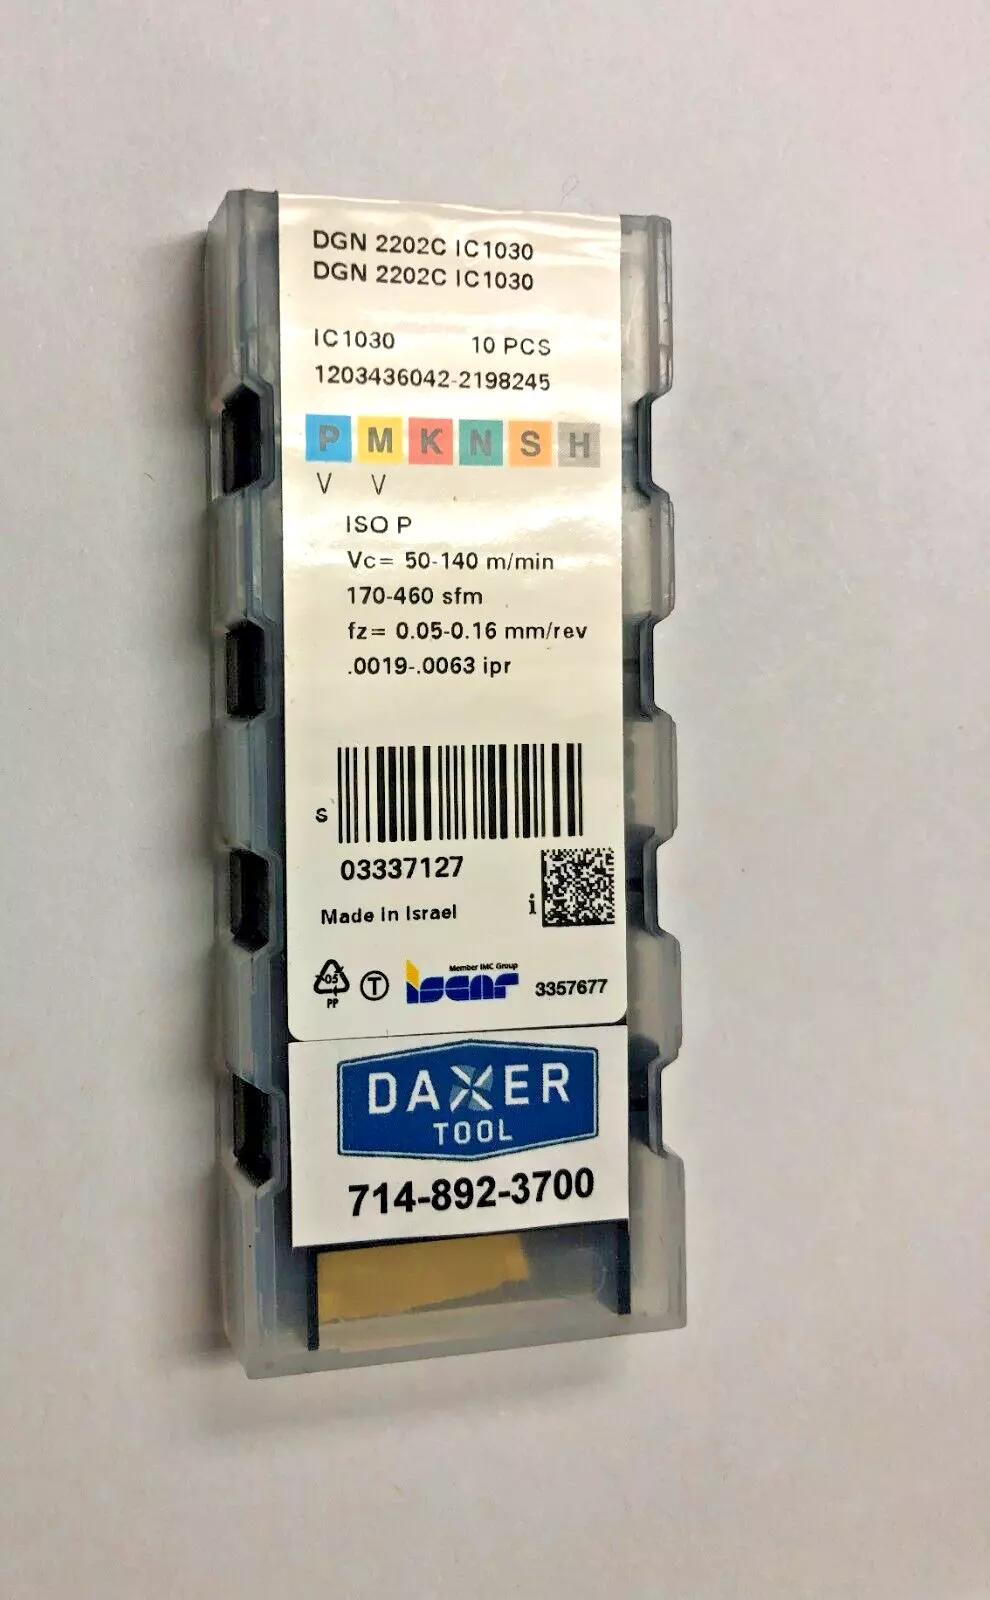 DGN 2202C IC1030
DGN 2202C IC1030
IC1030 10 PCS
1203436042-2198245
P M K N S H
V V
ISO P
Vc= 50-140 m/min
170-460 sfm
fz= 0.05-0.16 mm/rev
.0019-.0063 ipr
S
03337127
i
Made in Israel
05
PP
T
Member IMC Group
iscar
3357677
DAXER
TOOL
714-892-3700